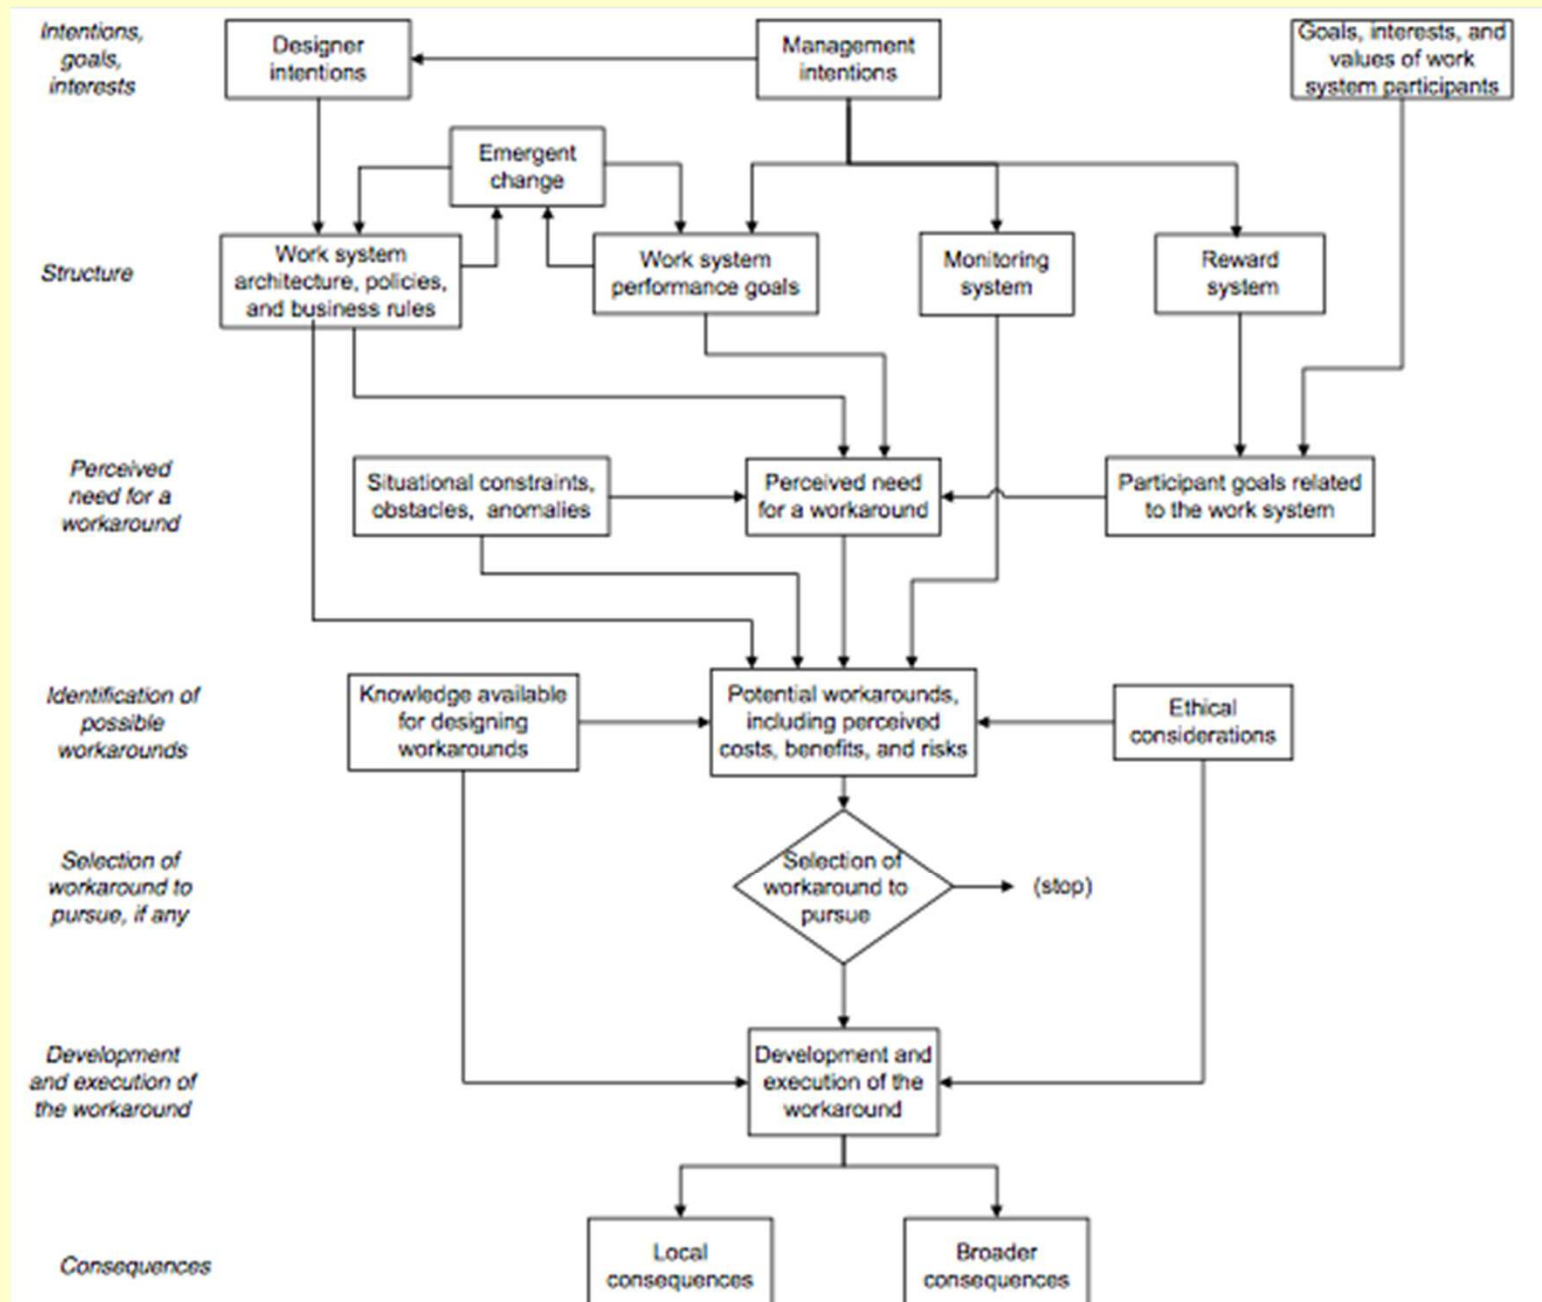 Intentions,
goals,
interests
Designer
intentions
Management
intentions
Goals, interests, and
values of work
system participants
Emergent
change
Structure
Work system
architecture, policies,
and business rules
Work system
performance goals
Monitoring
system
Reward
system
Perceived
need for a
workaround
Situational constraints,
obstacles, anomalies
Perceived need
for a workaround
Participant goals related
to the work system
Identification of
possible
workarounds
Knowledge available
for designing
workarounds
Potential workarounds,
including perceived
costs, benefits, and risks
Ethical
considerations
Selection of
workaround to
pursue, if any
Selection of
workaround to
pursue
(stop)
Development
and execution of
the workaround
Development and
execution of the
workaround
Consequences
Local
consequences
Broader
consequences